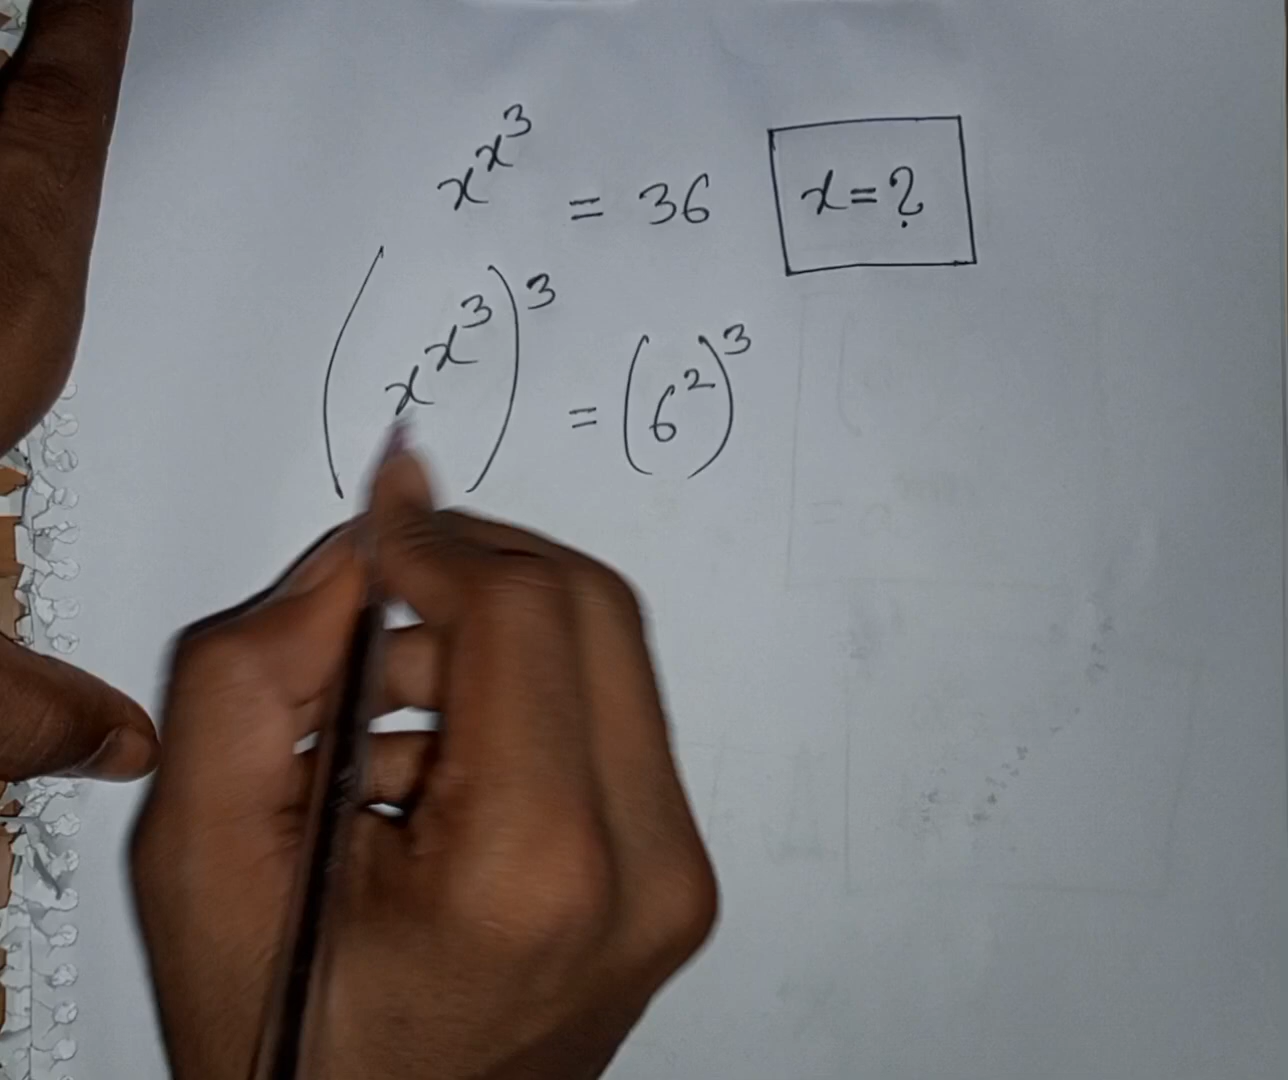 x^{x^3} = 36 x=?
(x^{x^3})^3 = (6^2)^3